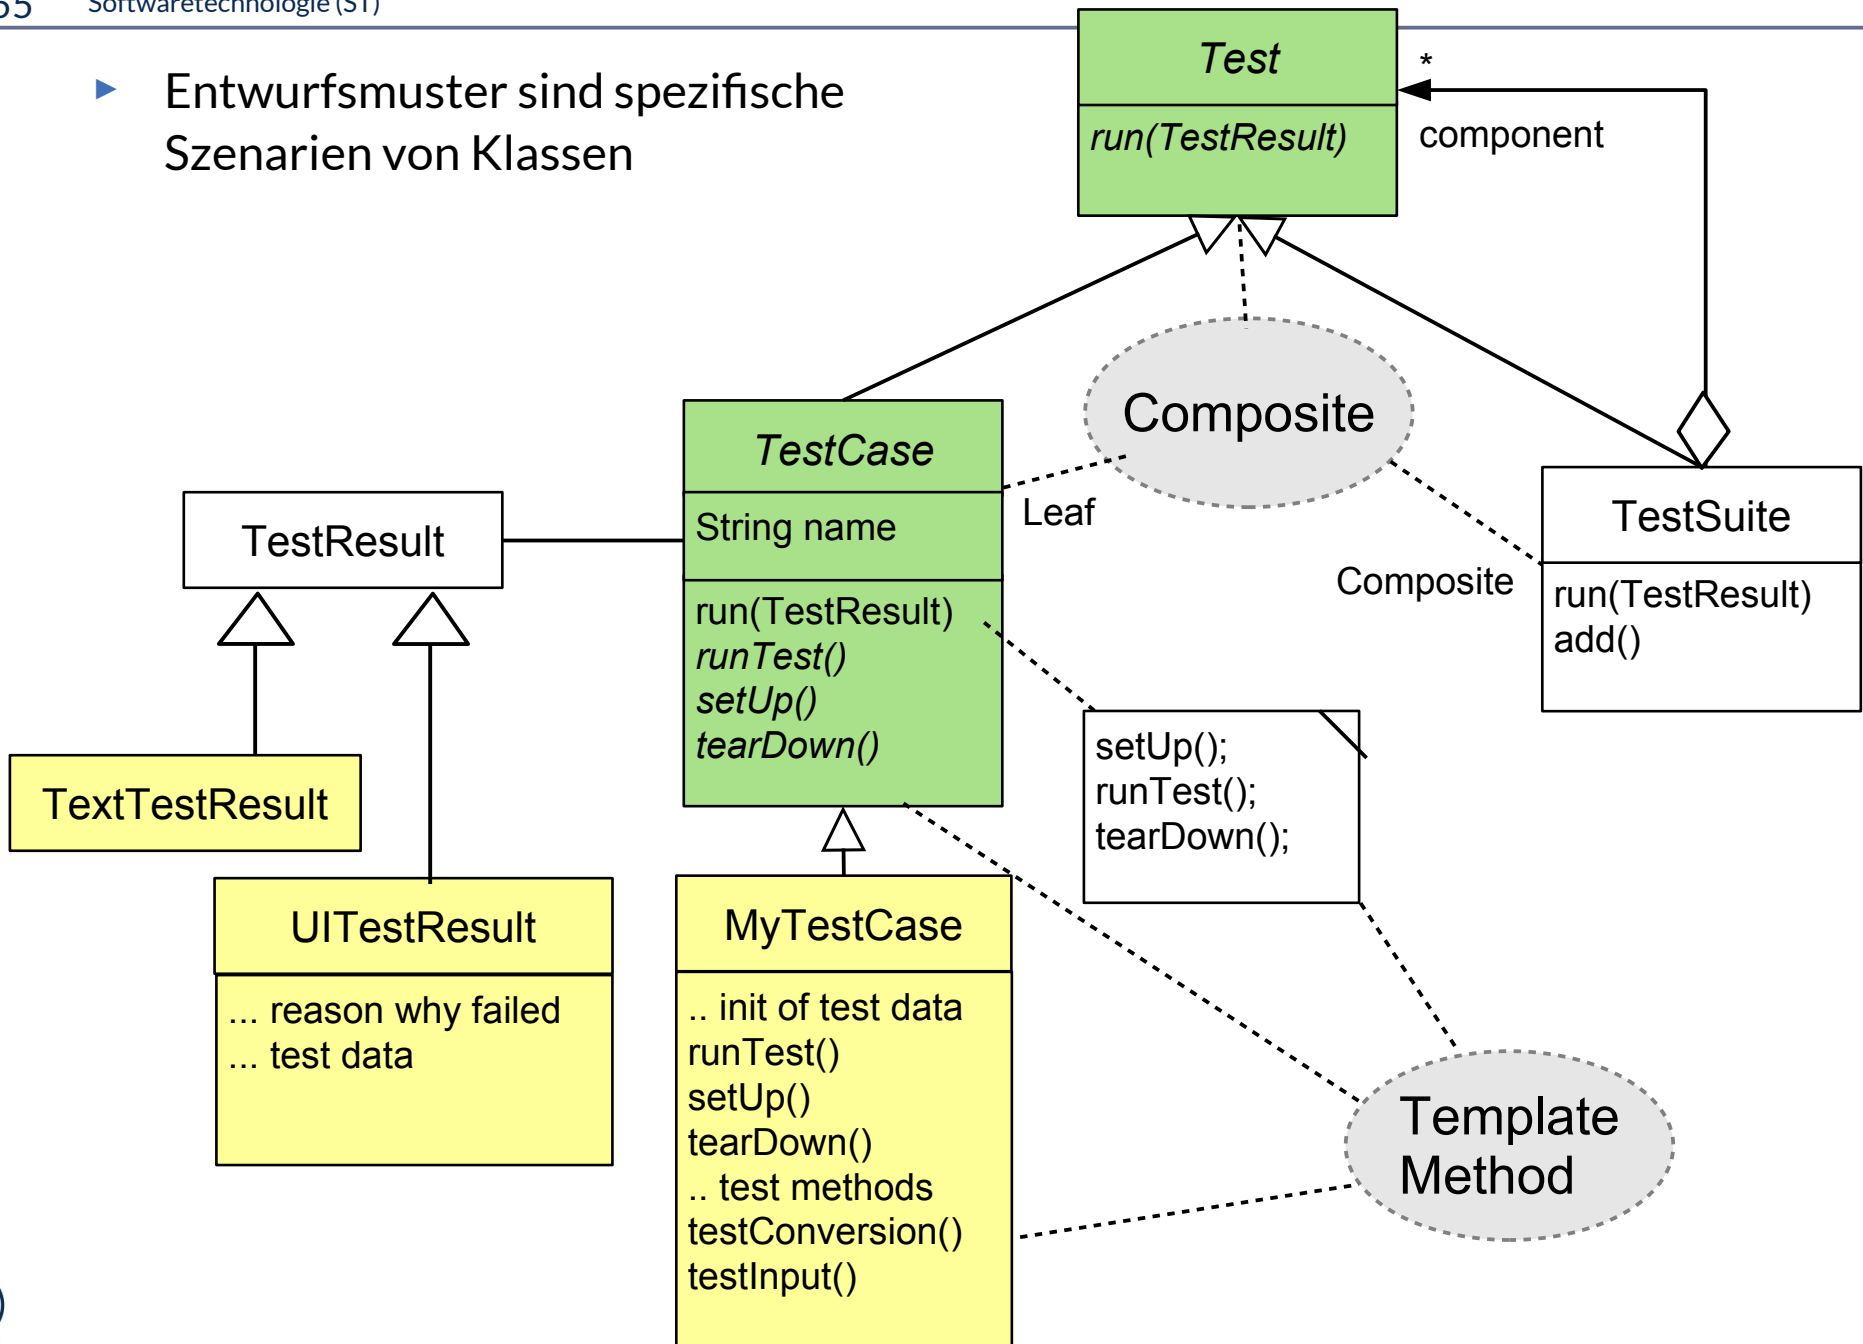 55 Softwaretechnologie (ST)
Entwurfsmuster sind spezifische
Szenarien von Klassen
Test
run(TestResult)
*
component
Composite
TestCase
String name
run(TestResult)
runTest()
setUp()
tearDown()
Leaf
Composite
TestSuite
run(TestResult)
add()
TestResult
TextTestResult
UITestResult
... reason why failed
... test data
MyTestCase
.. init of test data
runTest()
setUp()
tearDown()
.. test methods
testConversion()
testInput()
setUp();
runTest();
tearDown();
Template
Method